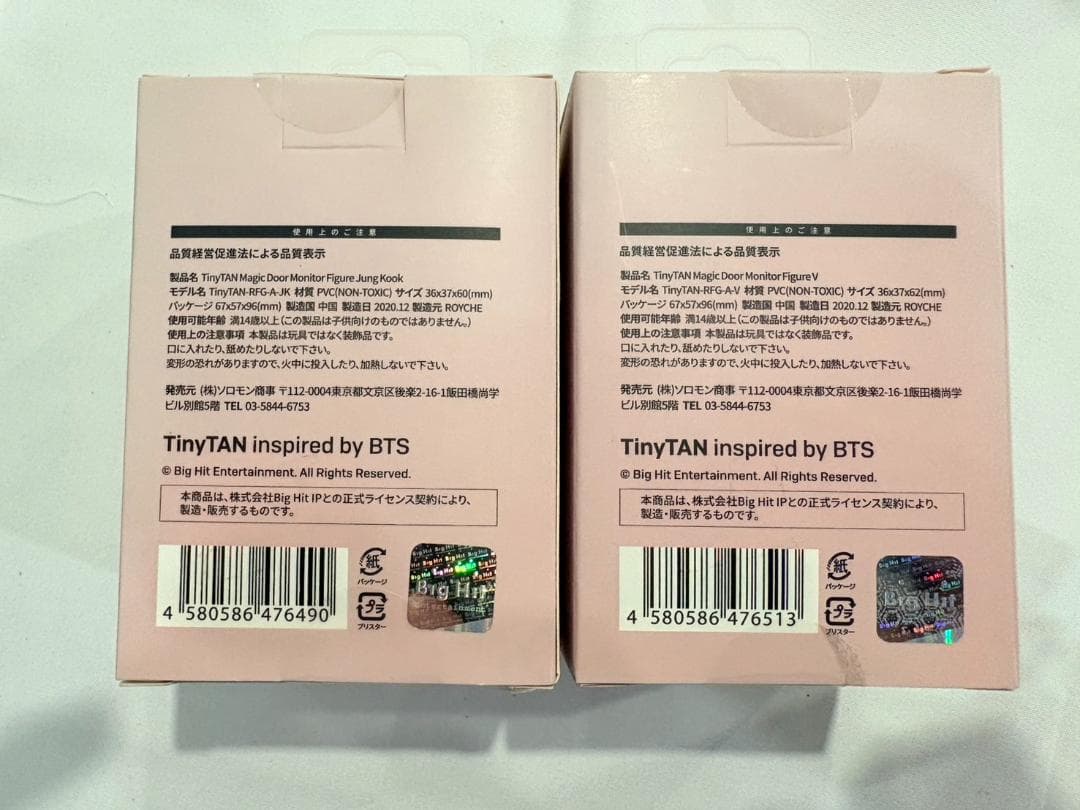 使用上のご注意
品質経営促進法による品質表示
製品名 TinyTAN Magic Door Monitor Figure Jung Kook
モデル名 TinyTAN-RFG-A-JK 材質 PVC(NON-TOXIC) サイズ 36x37x60(mm)
パッケージ 67x57x96(mm) 製造国 中国 製造日 2020.12 製造元 ROYCHE
使用可能年齢 満14歳以上(この製品は子供向けのものではありません。)
使用上の注意事項 本製品は玩具ではなく装飾品です。
口に入れたり、舐めたりしないで下さい。
変形の恐れがありますので、火中に投入したり、加熱しないで下さい。
発売元 (株)ソロモン商事 〒112-0004東京都文京区後楽2-16-1飯田橋尚学
ビル別館5階 TEL 03-5844-6753
TinyTAN inspired by BTS
© Big Hit Entertainment. All Rights Reserved.
本商品は、株式会社Big Hit IPとの正式ライセンス契約により、
製造・販売するものです。
4 580586 476490
紙
パッケージ
プラ
ブリスター
Big Hit
Entertainment
使用上のご注意
品質経営促進法による品質表示
製品名 TinyTAN Magic Door Monitor Figure V
モデル名 TinyTAN-RFG-A-V 材質 PVC(NON-TOXIC) サイズ 36x37x62(mm)
パッケージ 67x57x96(mm) 製造国 中国 製造日 2020.12 製造元 ROYCHE
使用可能年齢 満14歳以上(この製品は子供向けのものではありません。)
使用上の注意事項 本製品は玩具ではなく装飾品です。
口に入れたり、舐めたりしないで下さい。
変形の恐れがありますので、火中に投入したり、加熱しないで下さい。
発売元 (株)ソロモン商事 〒112-0004東京都文京区後楽2-16-1飯田橋尚学
ビル別館5階 TEL 03-5844-6753
TinyTAN inspired by BTS
© Big Hit Entertainment. All Rights Reserved.
本商品は、株式会社Big Hit IPとの正式ライセンス契約により、
製造・販売するものです。
4 580586 476513
紙
パッケージ
プラ
ブリスター
Big Hit